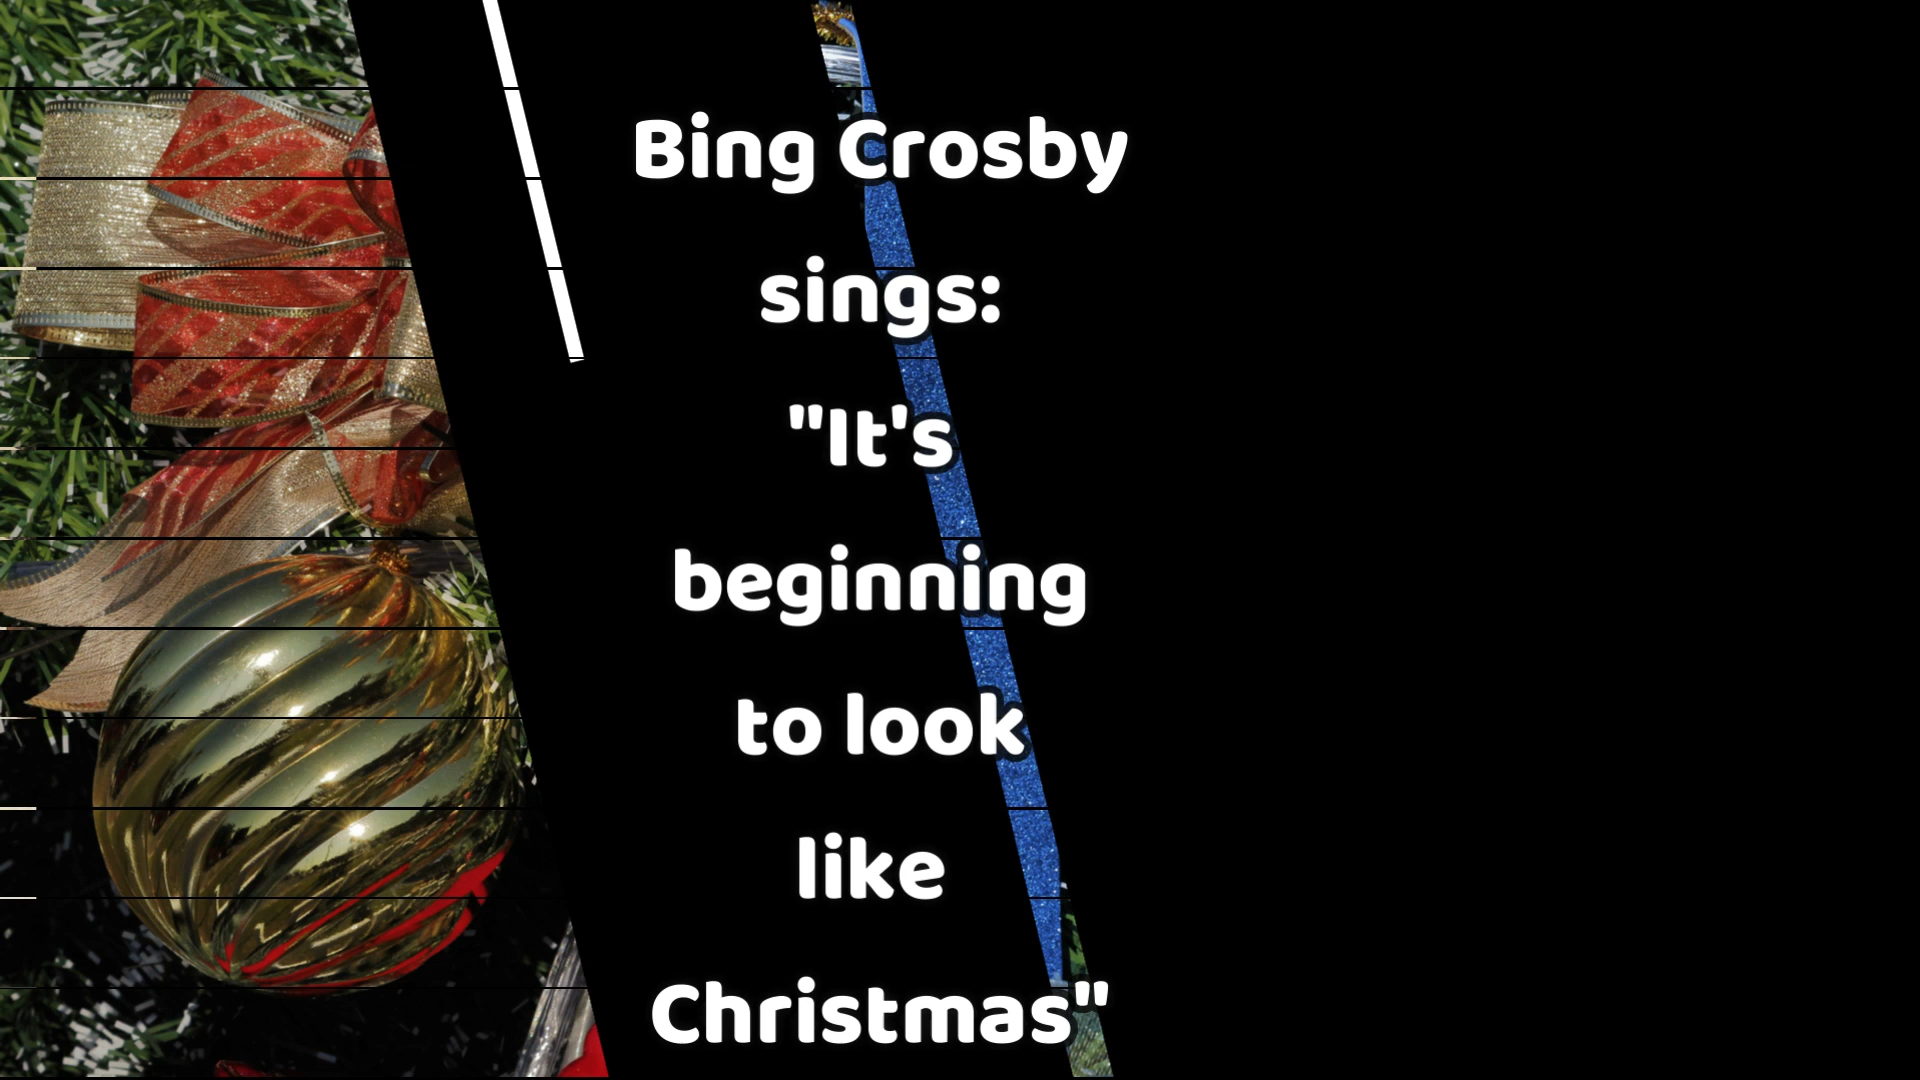 Bing Crosby
sings:
"It's
beginning
to look
like
Christmas"